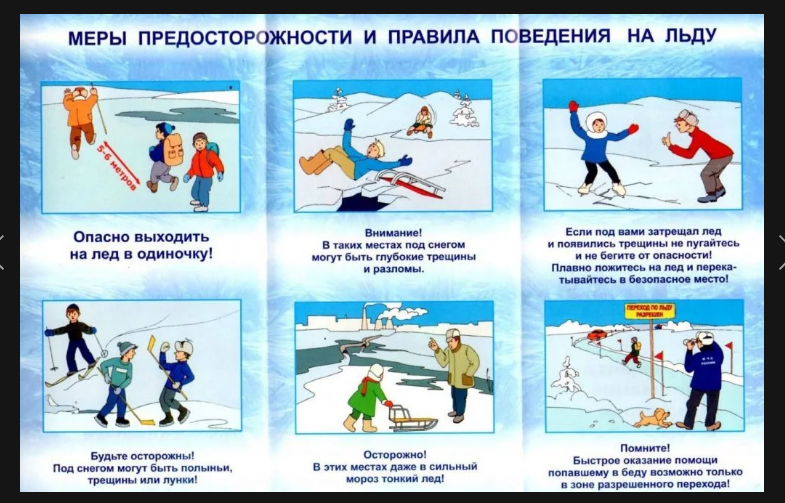 МЕРЫ ПРЕДОСТОРОЖНОСТИ И ПРАВИЛА ПОВЕДЕНИЯ НА ЛЬДУ
5-6 метров
Опасно выходить
на лед в одиночку!
Внимание!
В таких местах под снегом
могут быть глубокие трещины
и разломы.
Если под вами затрещал лед
и появились трещины не пугайтесь
и не бегите от опасности!
Плавно ложитесь на лед и перека-
тывайтесь в безопасное место!
ПЕРЕХОД ПО ЛЬДУ
РАЗРЕШЕН
М Ч С
РОССИИ
Будьте осторожны!
Под снегом могут быть полыньи,
трещины или лунки!
Осторожно!
В этих местах даже в сильный
мороз тонкий лед!
Помните!
Быстрое оказание помощи
попавшему в беду возможно только
в зоне разрешенного перехода!